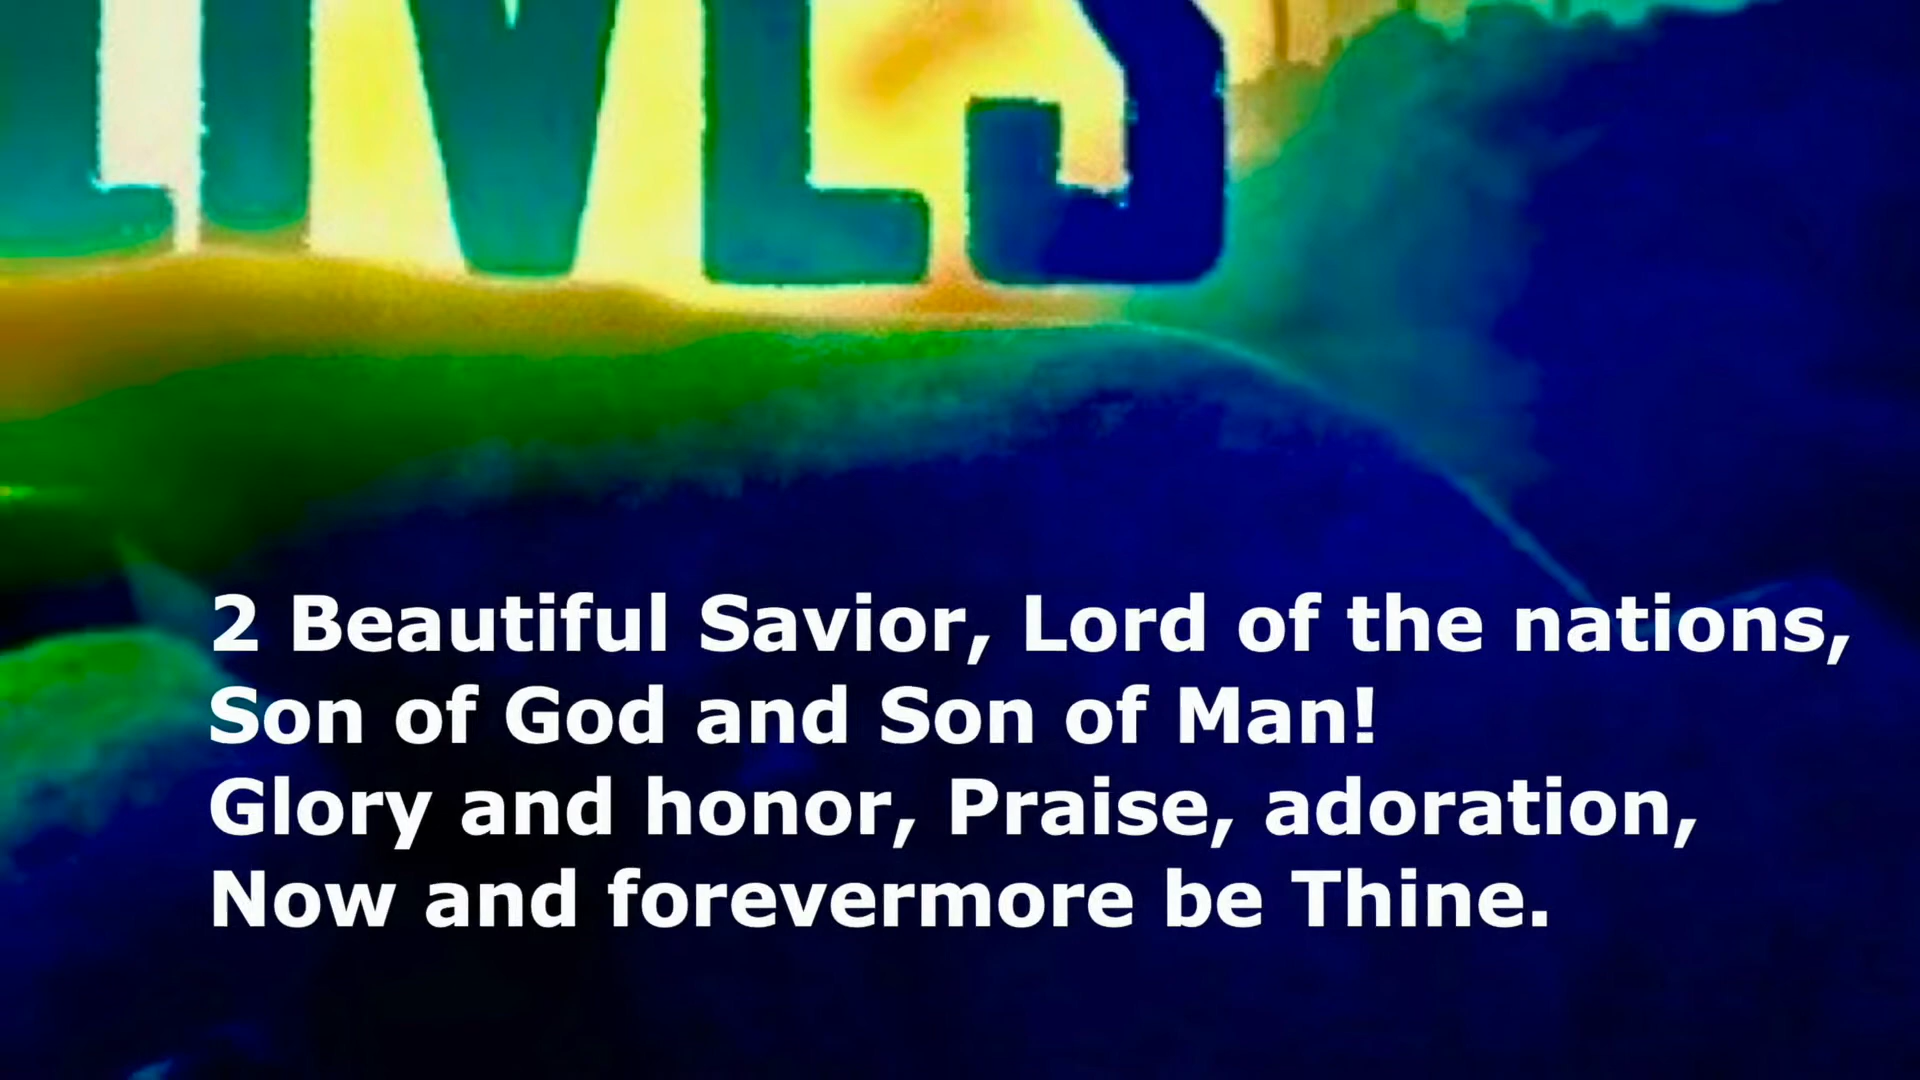 LIVES
2 Beautiful Savior, Lord of the nations,
Son of God and Son of Man!
Glory and honor, Praise, adoration,
Now and forevermore be Thine.